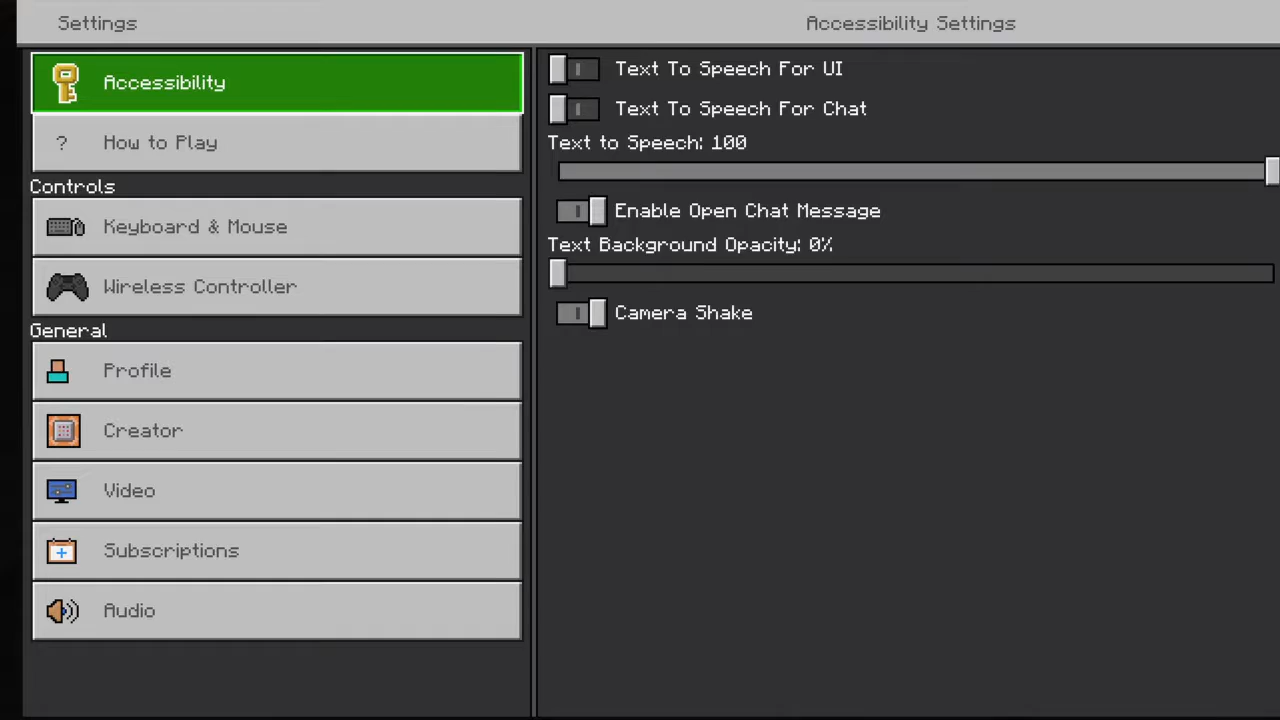 Settings
Accessibility Settings
Accessibility
? How to Play
Controls
Keyboard & Mouse
Wireless Controller
General
Profile
Creator
Video
Subscriptions
Audio
Text To Speech For UI
Text To Speech For Chat
Text to Speech: 100
Enable Open Chat Message
Text Background Opacity: 0%
Camera Shake